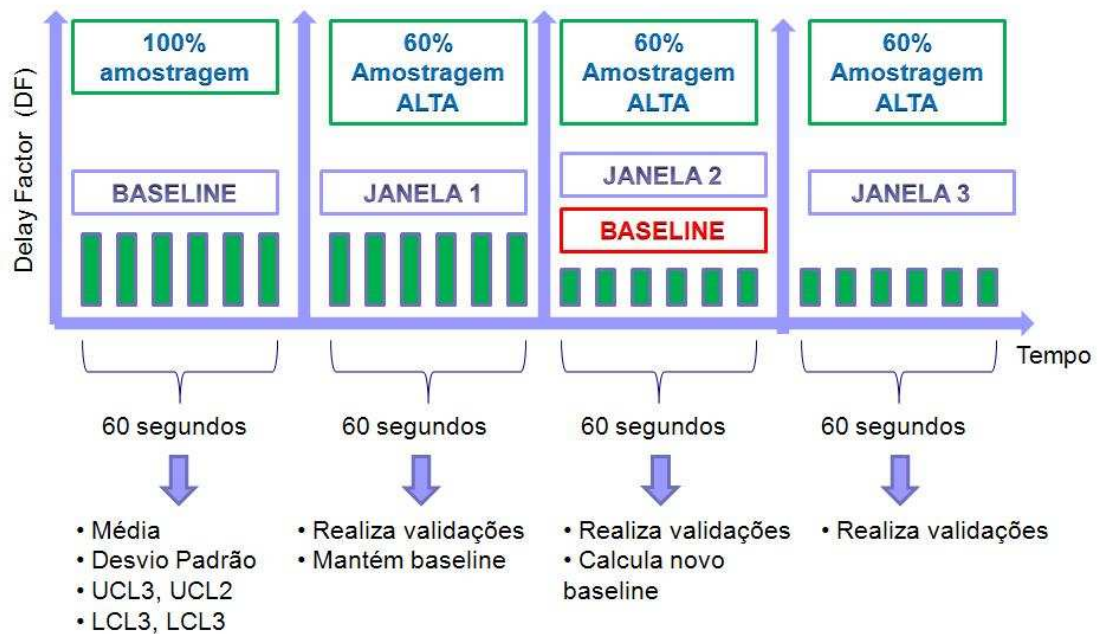 Delay Factor (DF)
100%
amostragem
60%
Amostragem
ALTA
60%
Amostragem
ALTA
60%
Amostragem
ALTA
BASELINE
JANELA 1
JANELA 2
BASELINE
JANELA 3
Tempo
60 segundos
60 segundos
60 segundos
60 segundos
• Média
• Desvio Padrão
• UCL3, UCL2
• LCL3, LCL3
• Realiza validações
• Mantém baseline
• Realiza validações
• Calcula novo
baseline
• Realiza validações